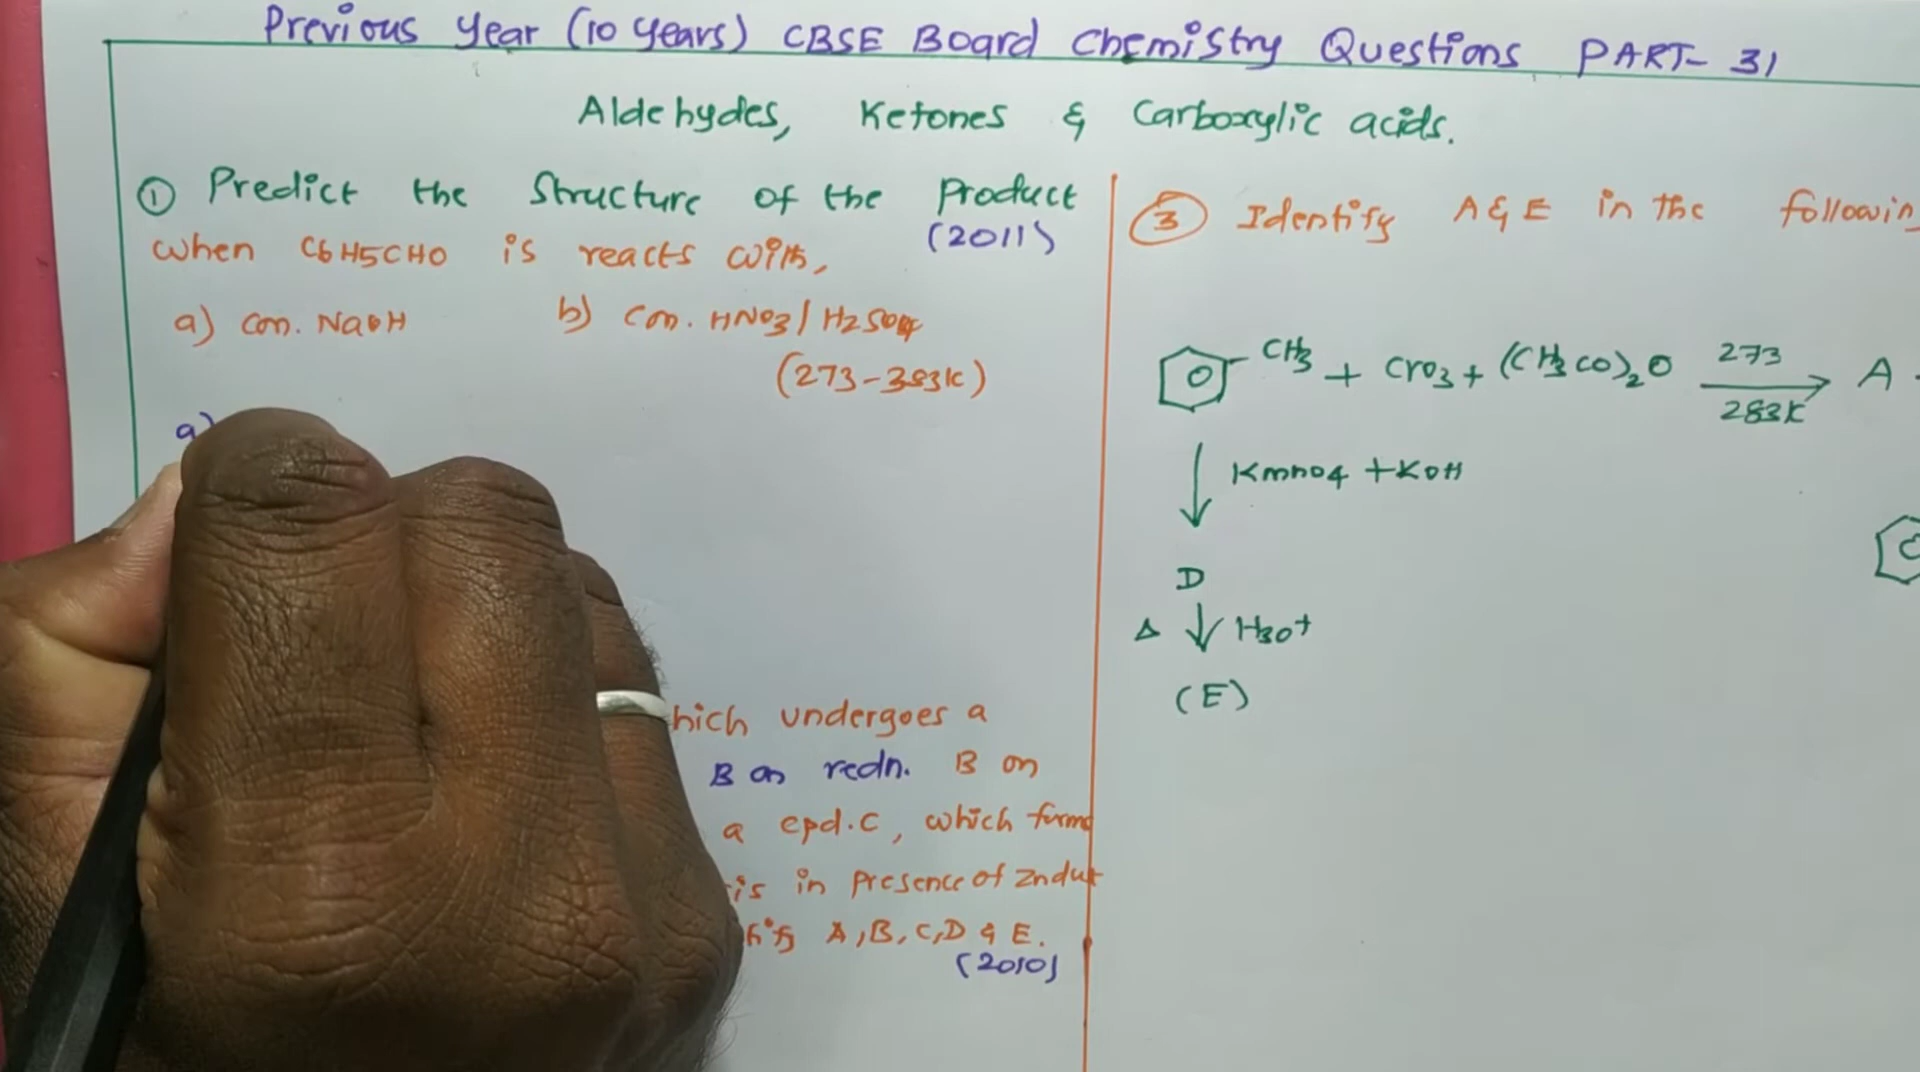 Previous Year (10 Years) CBSE Board Chemistry Questions PART- 31
Aldehydes, Ketones & Carboxylic acids.
① Predict the Structure of the Product
(2011)
when C6H5CHO is reacts with,
a) con. NaOH b) con. HNO3 / H2SO4
(273-383K)
a)
hich undergoes a
B on redn. B on
a cpd.C, which forms
is in presence of 2nduct
A, B, C, D & E.
(2010)
③ Identify A & E in the followin
CH3 + CrO3 + (CH3CO)2O 273 283K A
KMnO4 + KOH
D
Δ H3O+
(E)